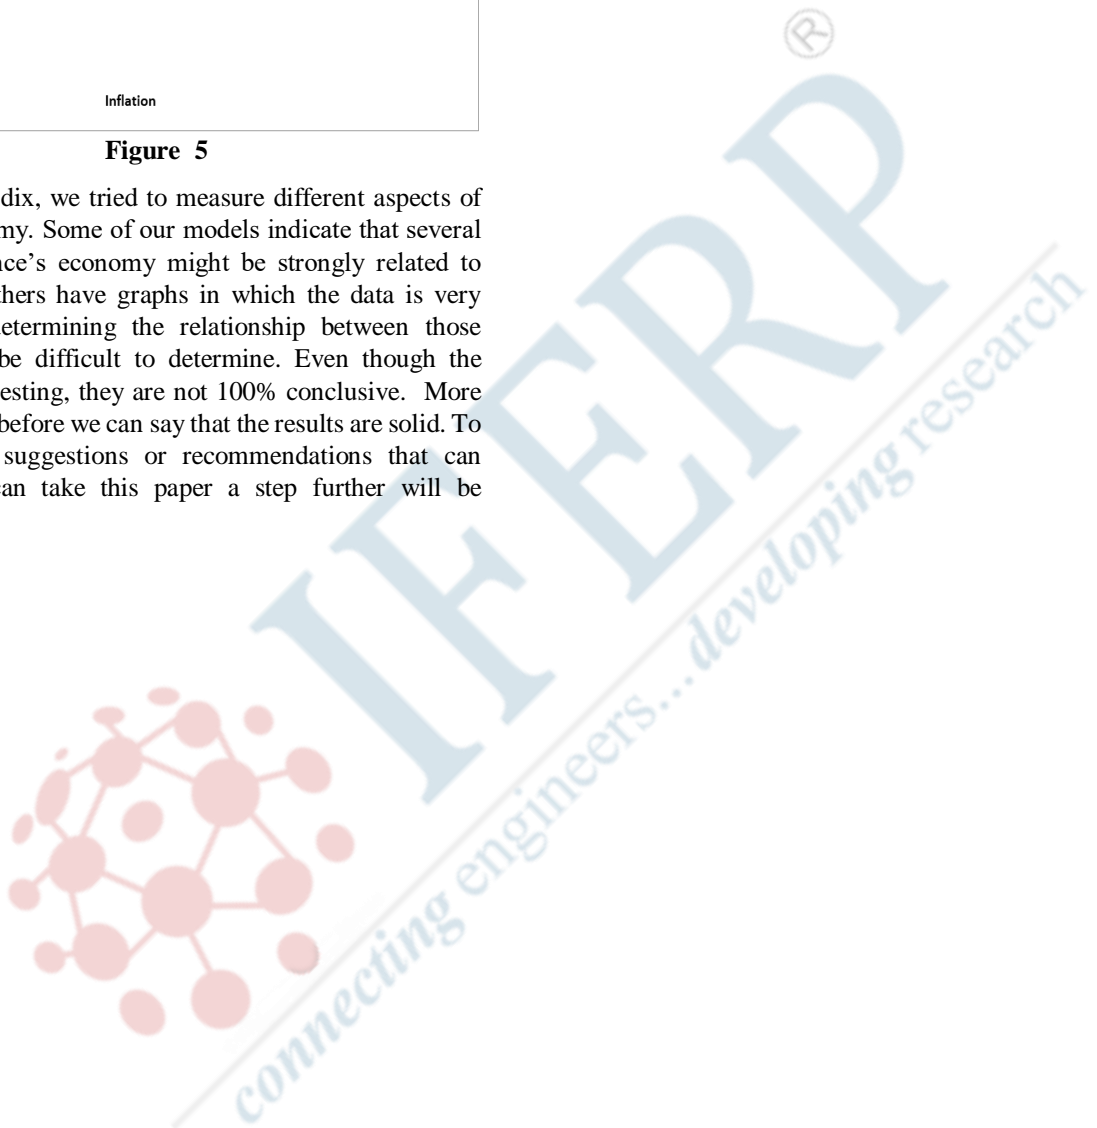 Inflation
Figure 5
dix, we tried to measure different aspects of
my. Some of our models indicate that several
nce's economy might be strongly related to
thers have graphs in which the data is very
determining the relationship between those
be difficult to determine. Even though the
esting, they are not 100% conclusive. More
before we can say that the results are solid. To
suggestions or recommendations that can
can take this paper a step further will be
®
IFERP
connecting engineers...developing research